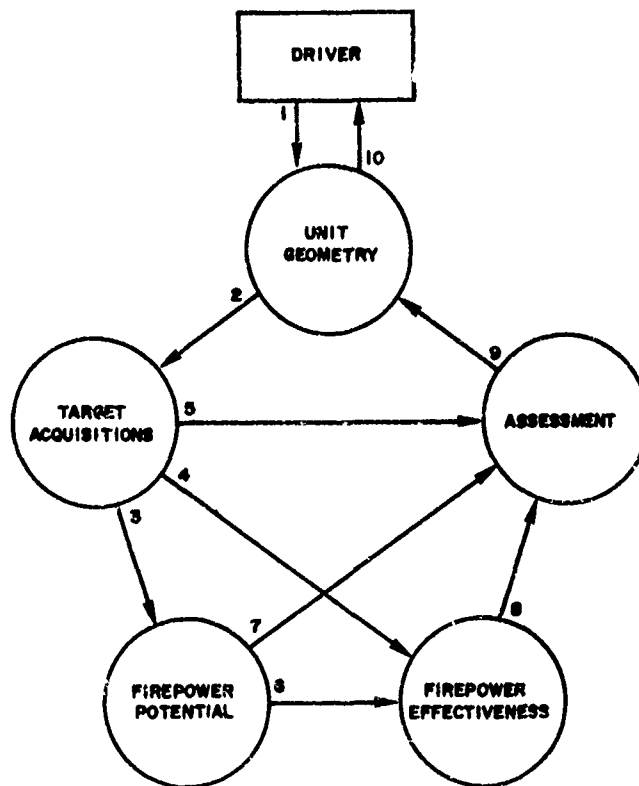 DRIVER
1
10
UNIT
GEOMETRY
2
9
TARGET
ACQUISITIONS
5
ASSESSMENT
4
3
7
8
FIREPOWER
POTENTIAL
6
FIREPOWER
EFFECTIVENESS